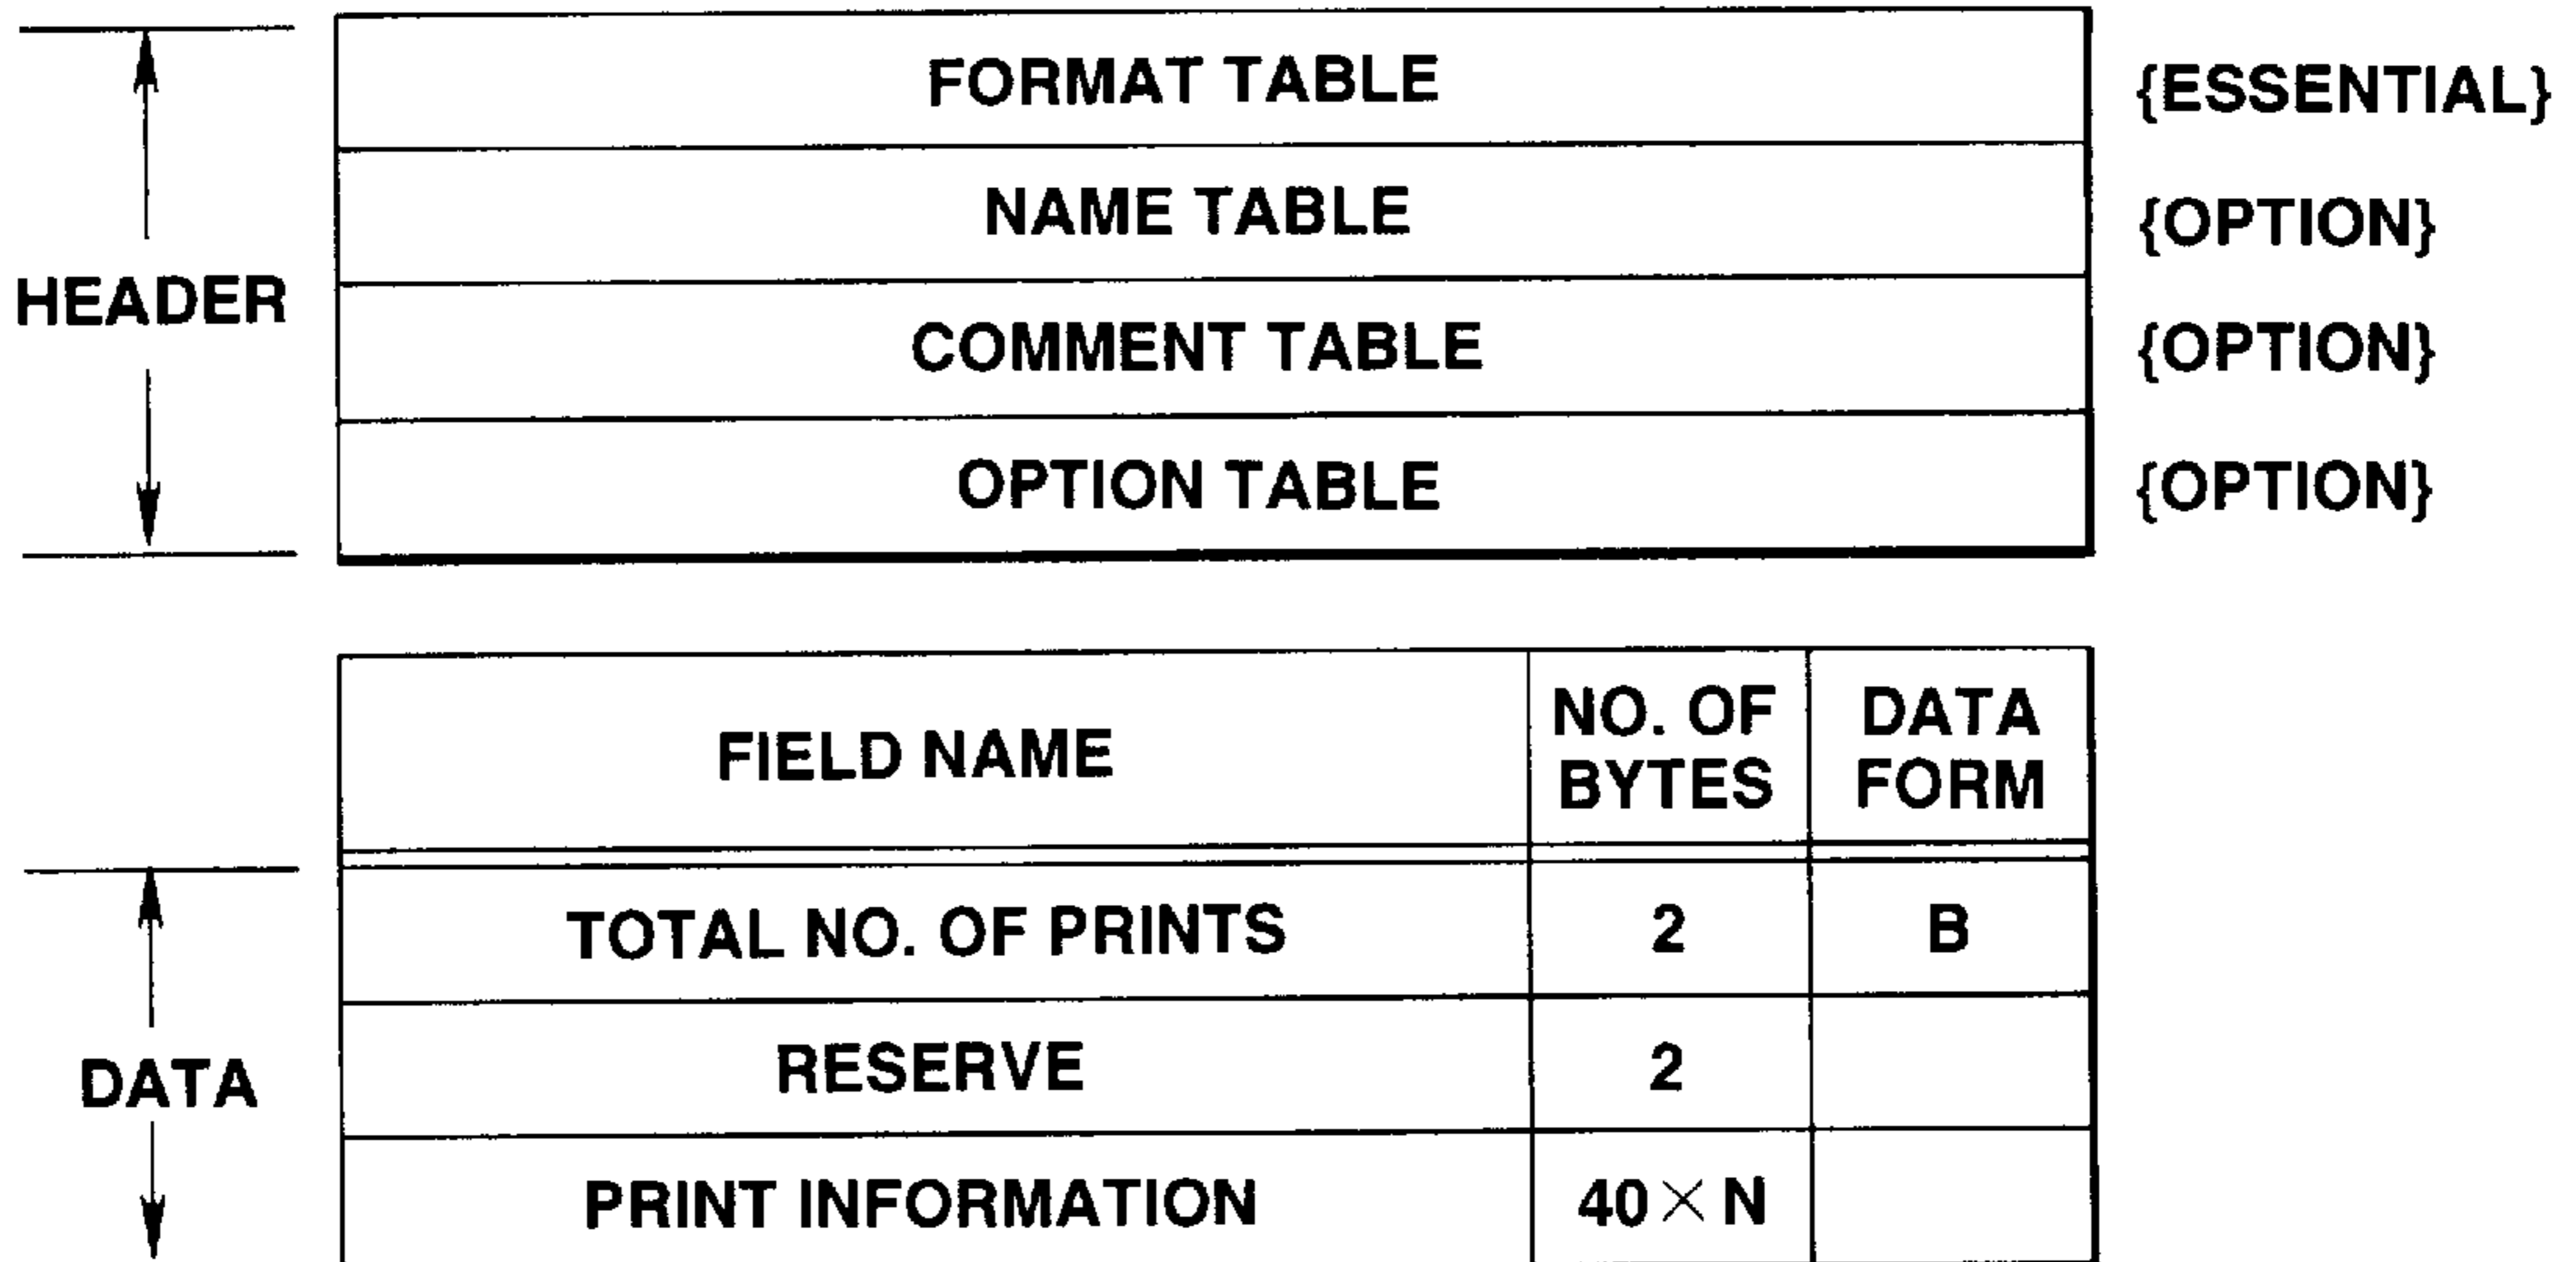 FORMAT TABLE {ESSENTIAL}
NAME TABLE {OPTION}
HEADER
COMMENT TABLE {OPTION}
OPTION TABLE {OPTION}
FIELD NAME
NO. OF
BYTES
DATA
FORM
TOTAL NO. OF PRINTS 2 B
DATA
RESERVE 2
PRINT INFORMATION 40×N